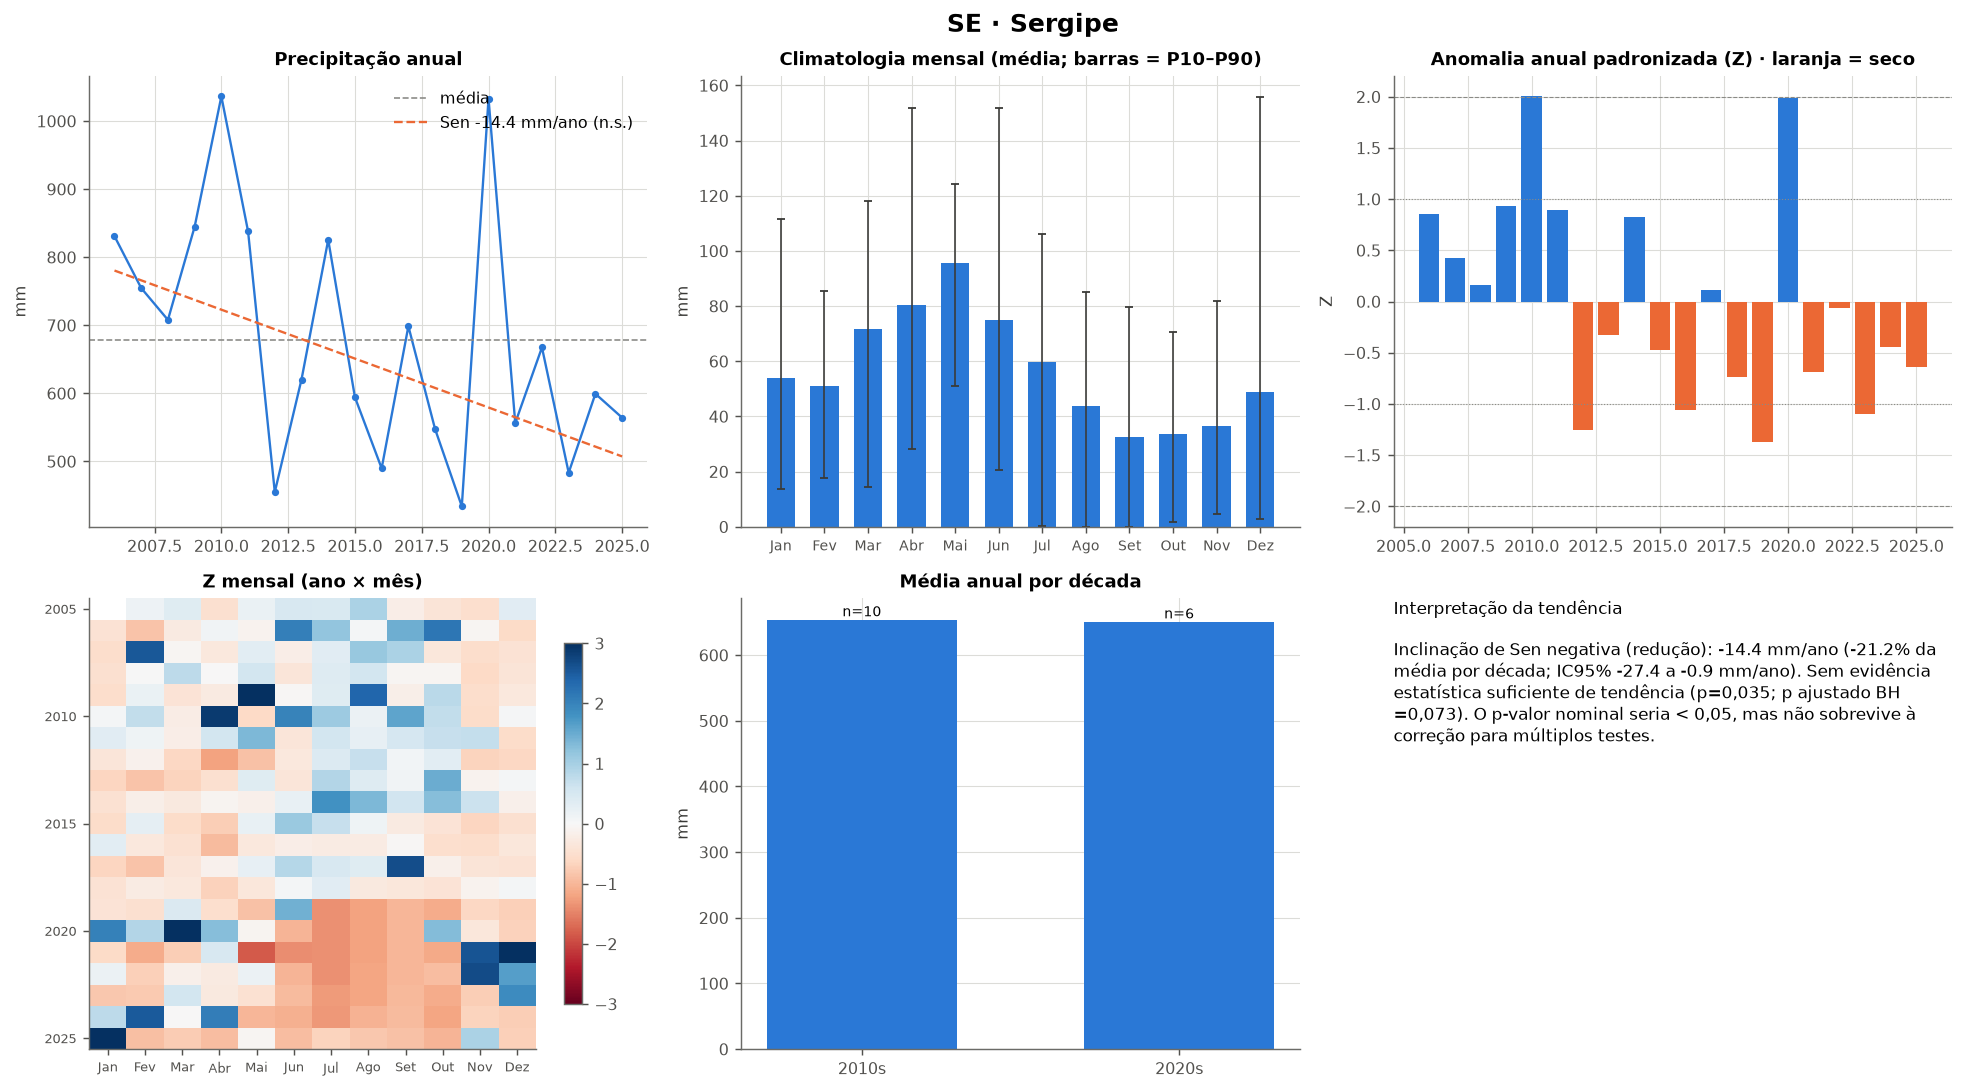 SE · Sergipe
Precipitação anual
mm
1000
900
800
700
600
500
2007.5 2010.0 2012.5 2015.0 2017.5 2020.0 2022.5 2025.0
média
Sen -14.4 mm/ano (n.s.)
Climatologia mensal (média; barras = P10–P90)
mm
160
140
120
100
80
60
40
20
0
Jan Fev Mar Abr Mai Jun Jul Ago Set Out Nov Dez
Anomalia anual padronizada (Z) · laranja = seco
Z
2.0
1.5
1.0
0.5
0.0
−0.5
−1.0
−1.5
−2.0
2005.0 2007.5 2010.0 2012.5 2015.0 2017.5 2020.0 2022.5 2025.0
Z mensal (ano × mês)
2005
2010
2015
2020
2025
Jan Fev Mar Abr Mai Jun Jul Ago Set Out Nov Dez
3
2
1
0
−1
−2
−3
Média anual por década
mm
600
500
400
300
200
100
0
n=10
n=6
2010s 2020s
Interpretação da tendência
Inclinação de Sen negativa (redução): -14.4 mm/ano (-21.2% da
média por década; IC95% -27.4 a -0.9 mm/ano). Sem evidência
estatística suficiente de tendência (p=0,035; p ajustado BH
=0,073). O p-valor nominal seria < 0,05, mas não sobrevive à
correção para múltiplos testes.